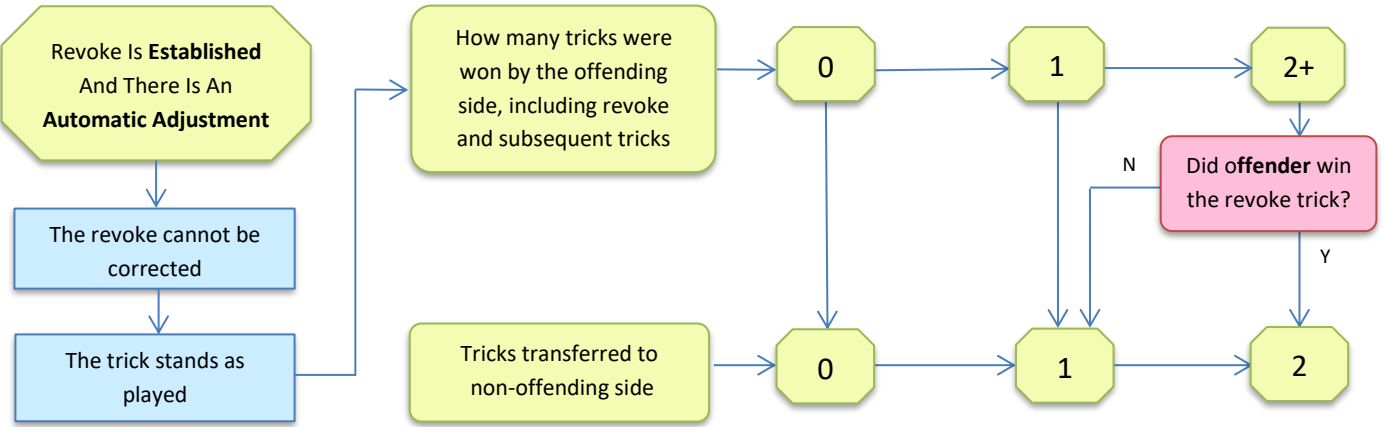 Revoke Is Established
And There Is An
Automatic Adjustment
The revoke cannot be
corrected
The trick stands as
played
How many tricks were
won by the offending
side, including revoke
and subsequent tricks
0
1
2+
Did offender win
the revoke trick?
N
Y
Tricks transferred to
non-offending side
0
1
2